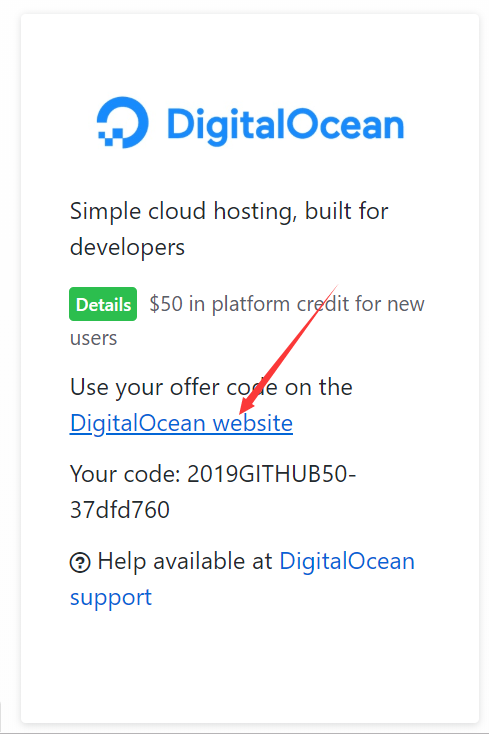 DigitalOcean
Simple cloud hosting, built for
developers
Details $50 in platform credit for new
users
Use your offer code on the
DigitalOcean website
Your code: 2019GITHUB50-
37dfd760
Help available at DigitalOcean
support